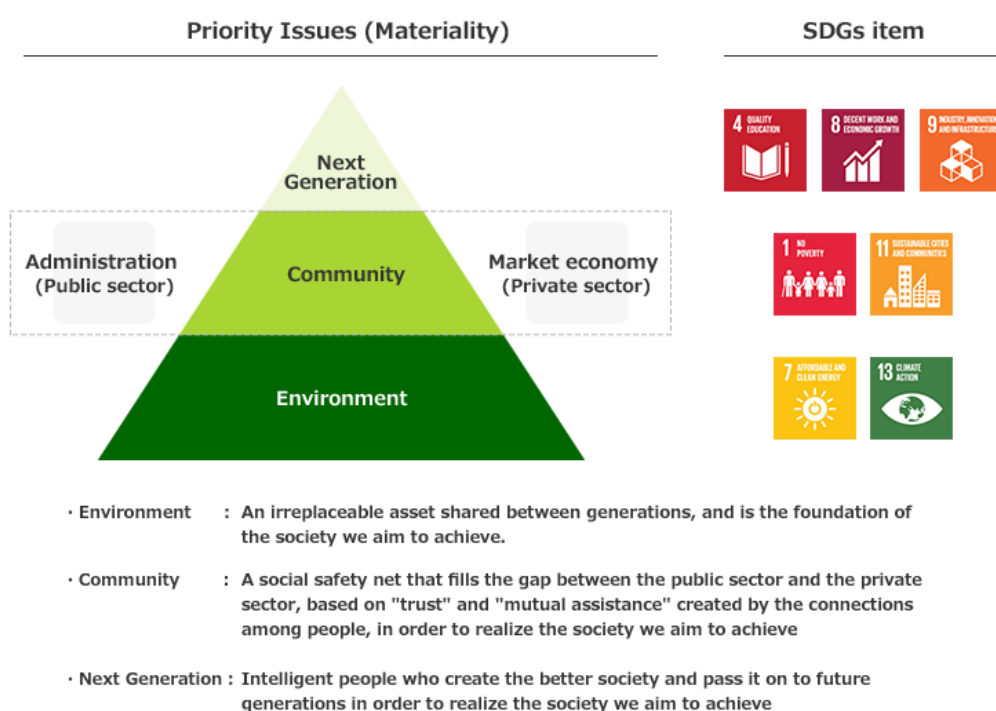 Priority Issues (Materiality)
SDGs item
Next
Generation
4 QUALITY
EDUCATION
8 DECENT WORK AND
ECONOMIC GROWTH
9 INDUSTRY, INNOVATION
AND INFRASTRUCTURE
Administration
(Public sector)
Community
Market economy
(Private sector)
1 NO
POVERTY
11 SUSTAINABLE CITIES
AND COMMUNITIES
Environment
7 AFFORDABLE AND
CLEAN ENERGY
13 CLIMATE
ACTION
· Environment : An irreplaceable asset shared between generations, and is the foundation of
the society we aim to achieve.
· Community : A social safety net that fills the gap between the public sector and the private
sector, based on "trust" and "mutual assistance" created by the connections
among people, in order to realize the society we aim to achieve
· Next Generation : Intelligent people who create the better society and pass it on to future
generations in order to realize the society we aim to achieve